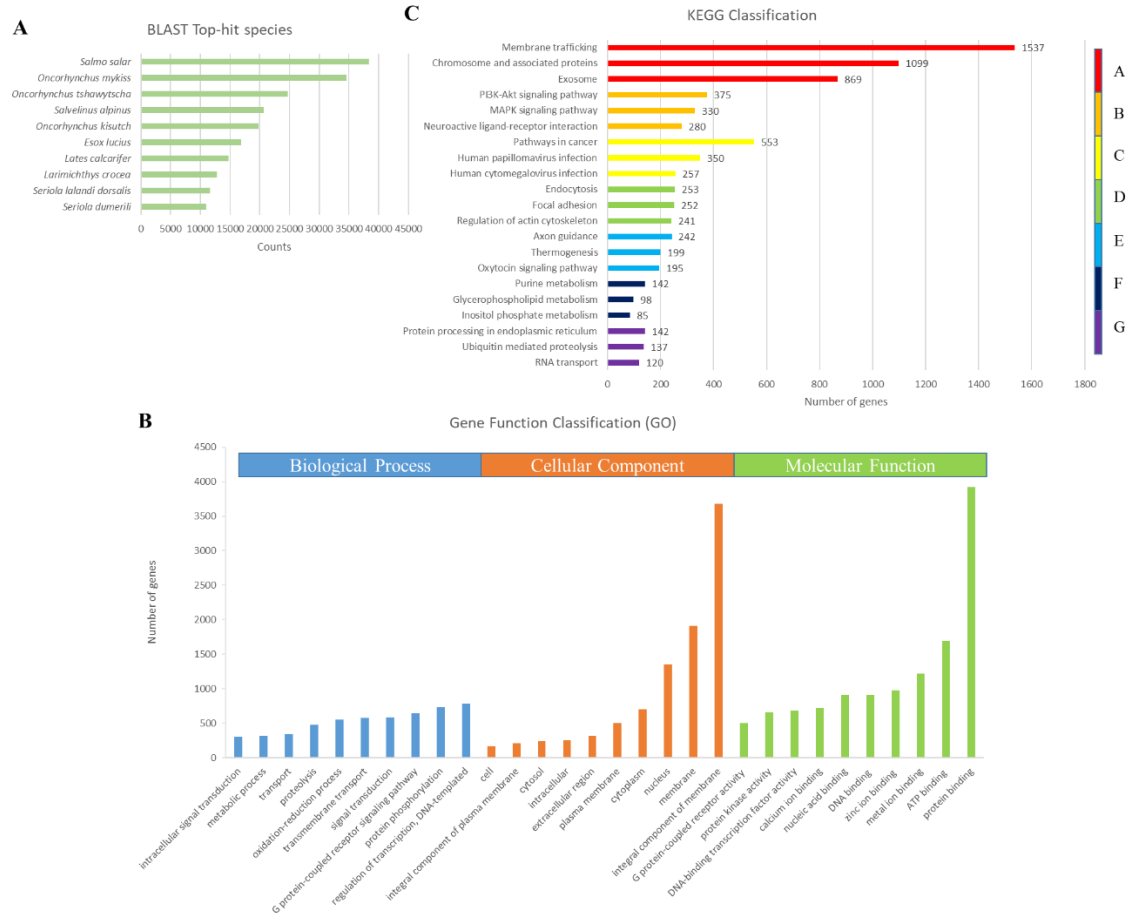 A
BLAST Top-hit species
Salmo salar
Oncorhynchus mykiss
Oncorhynchus tshawytscha
Salvelinus alpinus
Oncorhynchus kisutch
Esox lucius
Lates calcarifer
Larimichthys crocea
Seriola lalandi dorsalis
Seriola dumerili
0 5000 10000 15000 20000 25000 30000 35000 40000 45000
Counts
C
KEGG Classification
Membrane trafficking 1537
Chromosome and associated proteins 1099
Exosome 869
PI3K-Akt signaling pathway 375
MAPK signaling pathway 330
Neuroactive ligand-receptor interaction 280
Pathways in cancer 553
Human papillomavirus infection 350
Human cytomegalovirus infection 257
Endocytosis 253
Focal adhesion 252
Regulation of actin cytoskeleton 241
Axon guidance 242
Thermogenesis 199
Oxytocin signaling pathway 195
Purine metabolism 142
Glycerophospholipid metabolism 98
Inositol phosphate metabolism 85
Protein processing in endoplasmic reticulum 142
Ubiquitin mediated proteolysis 137
RNA transport 120
0 200 400 600 800 1000 1200 1400 1600 1800
Number of genes
A
B
C
D
E
F
G
B
Gene Function Classification (GO)
Biological Process Cellular Component Molecular Function
4500
4000
3500
3000
2500
2000
1500
1000
500
0
Number of genes
intracellular signal transduction
metabolic process
transport
proteolysis
oxidation-reduction process
transmembrane transport
signal transduction
G protein-coupled receptor signaling pathway
protein phosphorylation
regulation of transcription, DNA-templated
cell
integral component of plasma membrane
cytosol
intracellular
extracellular region
plasma membrane
cytoplasm
nucleus
membrane
integral component of membrane
G protein-coupled receptor activity
protein kinase activity
DNA-binding transcription factor activity
calcium ion binding
nucleic acid binding
DNA binding
zinc ion binding
metal ion binding
ATP binding
protein binding